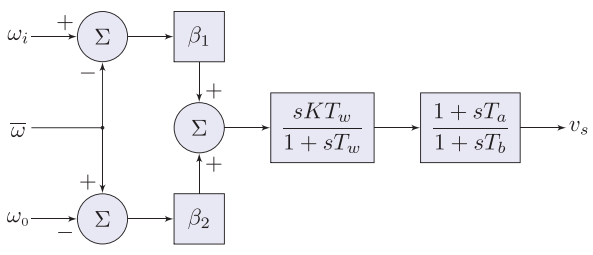 ω_i + Σ β_1
−
+
ω̅ Σ sKT_w / 1 + sT_w 1 + sT_a / 1 + sT_b v_s
+
+
ω_0 − Σ β_2